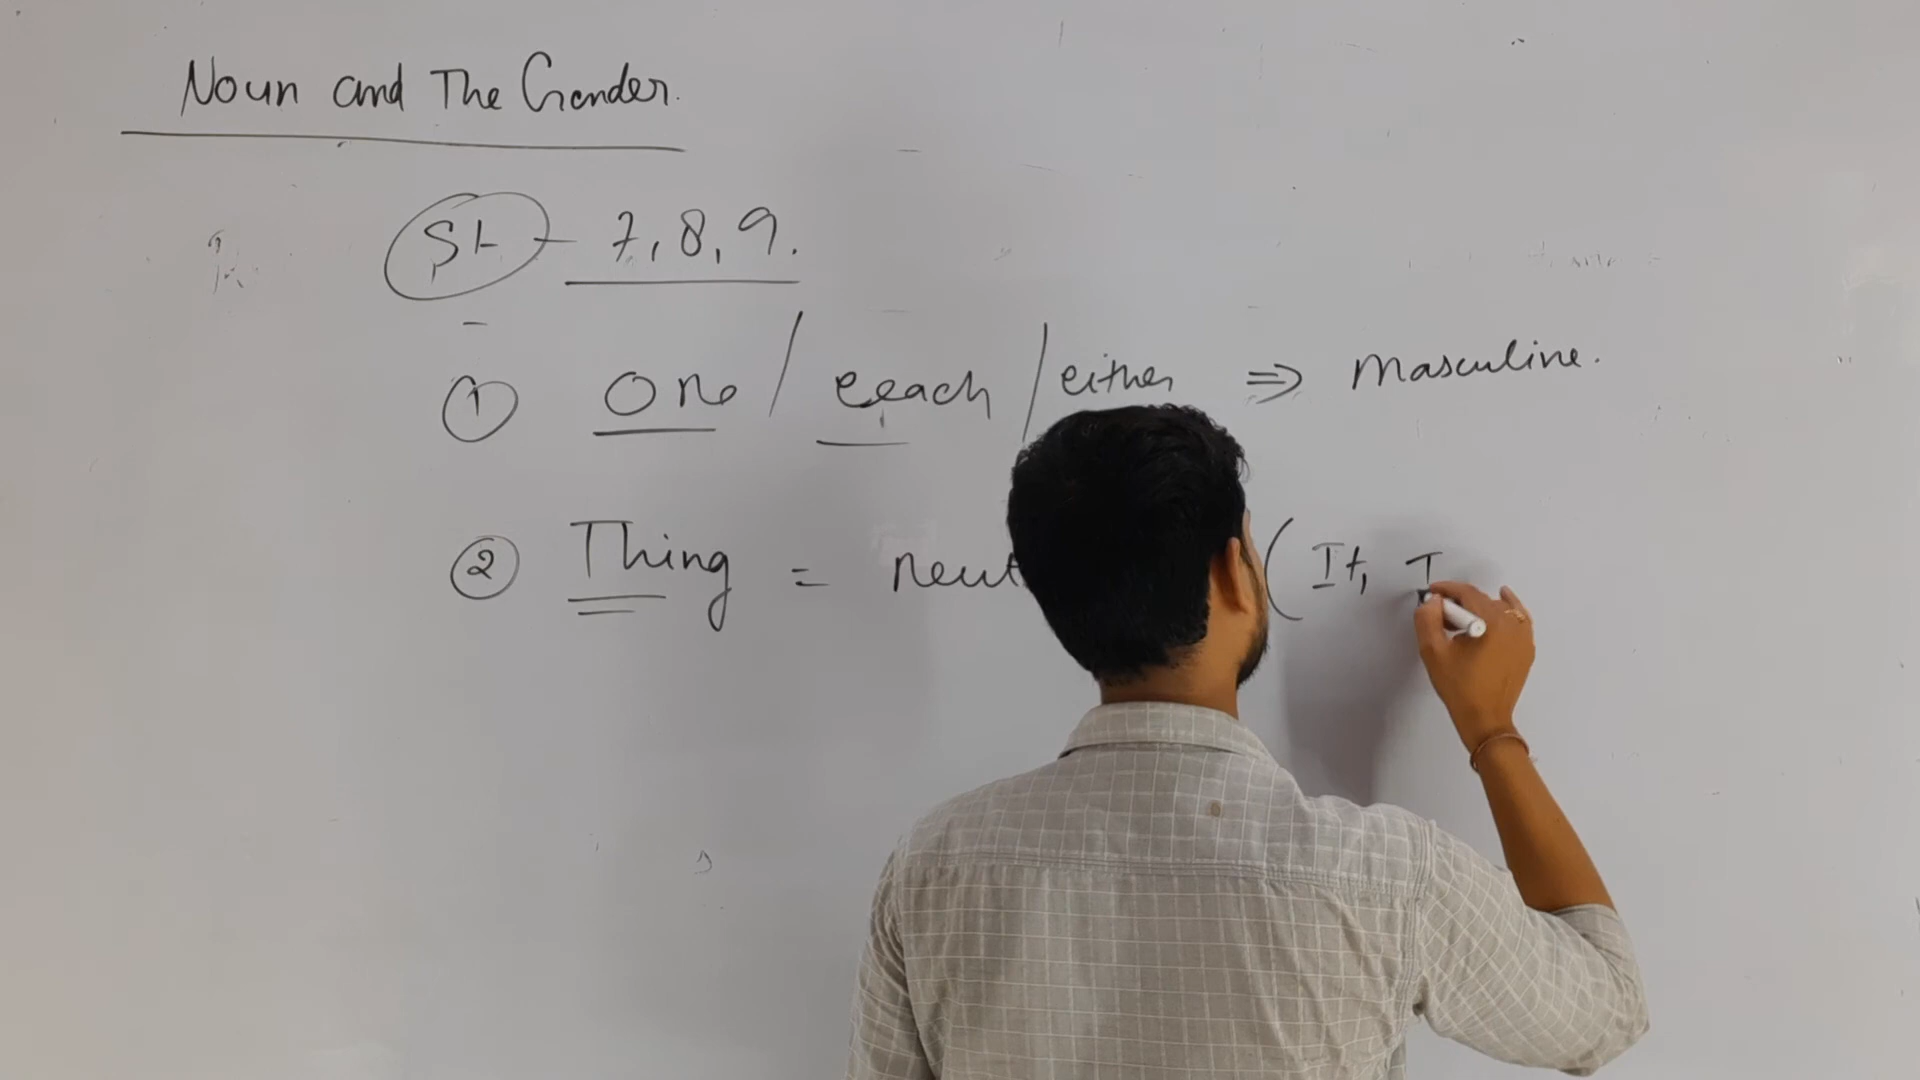 Noun and The Gender.
St - 7, 8, 9.
① One / each / either ⇒ masculine.
② Thing = neut (It, I